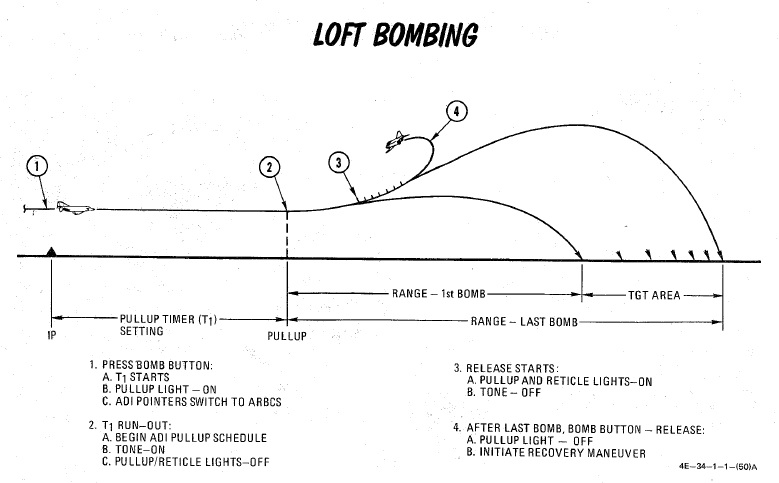 LOFT BOMBING
1
2
3
4
RANGE – 1st BOMB
TGT AREA
PULLUP TIMER (T1)
SETTING
RANGE – LAST BOMB
IP
PULLUP
1. PRESS BOMB BUTTON:
A. T1 STARTS
B. PULLUP LIGHT – ON
C. ADI POINTERS SWITCH TO ARBCS
2. T1 RUN–OUT:
A. BEGIN ADI PULLUP SCHEDULE
B. TONE–ON
C. PULLUP/RETICLE LIGHTS–OFF
3. RELEASE STARTS:
A. PULLUP AND RETICLE LIGHTS–ON
B. TONE – OFF
4. AFTER LAST BOMB, BOMB BUTTON – RELEASE:
A. PULLUP LIGHT – OFF
B. INITIATE RECOVERY MANEUVER
4E–34–1–1–(50)A